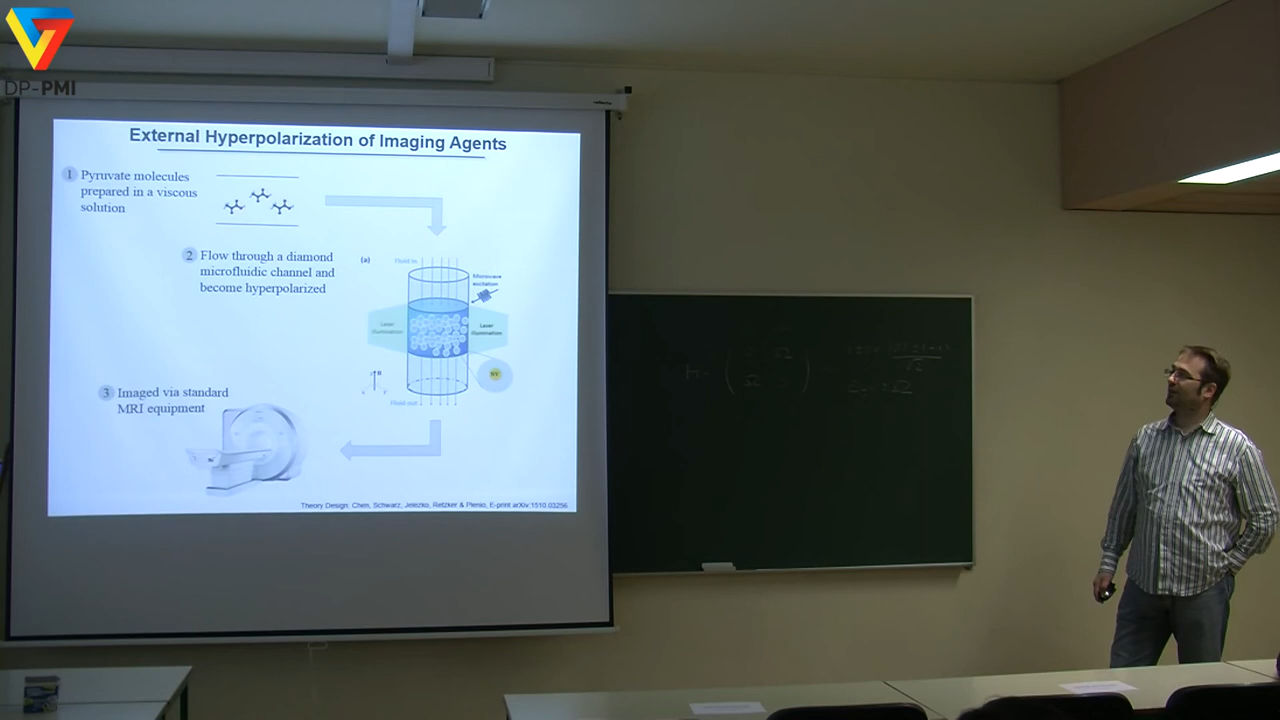 DP-PMI
External Hyperpolarization of Imaging Agents
1 Pyruvate molecules
prepared in a viscous
solution
2 Flow through a diamond
microfluidic channel and
become hyperpolarized
(a)
Fluid in
Microwave
excitation
Laser
illumination
Laser
illumination
NV
B
Fluid out
3 Imaged via standard
MRI equipment
Theory Design: Chen, Schwarz, Jelezko, Retzker & Plenio, E-print arXiv:1510.03256